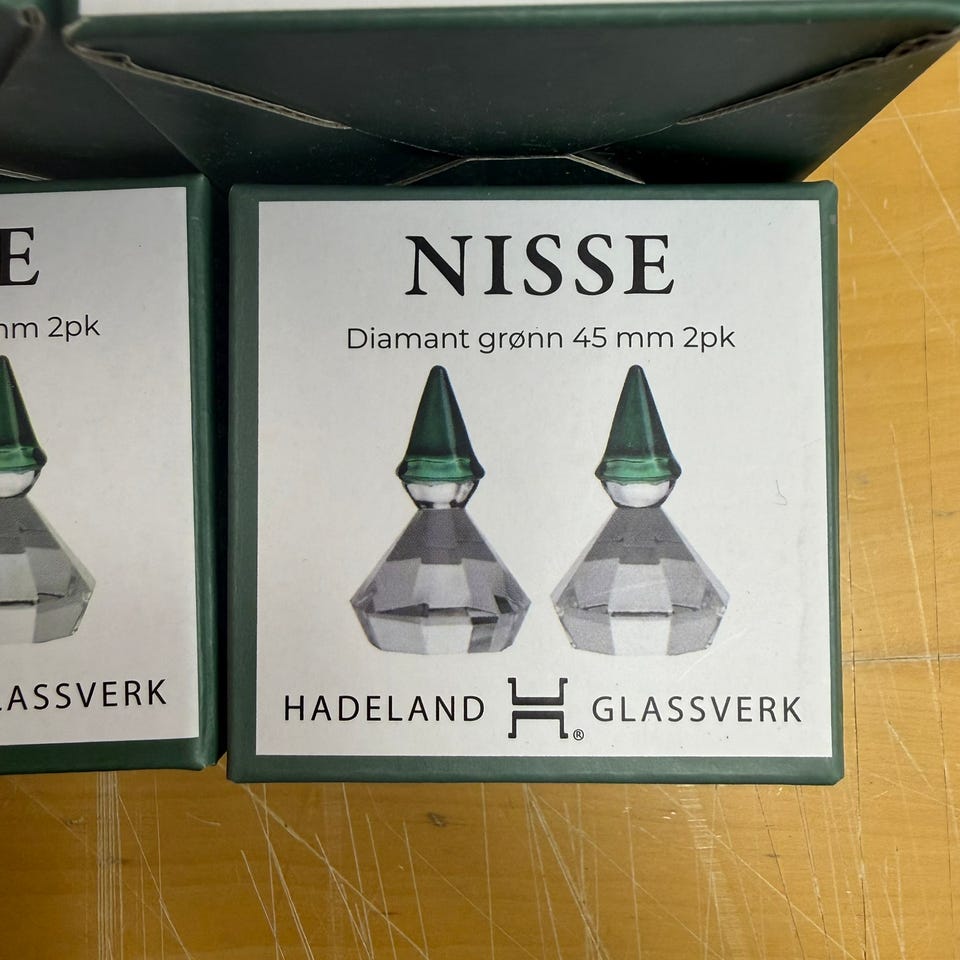 NISSE
Diamant grønn 45 mm 2pk
HADELAND GLASSVERK
®
E
mm 2pk
LASSVERK